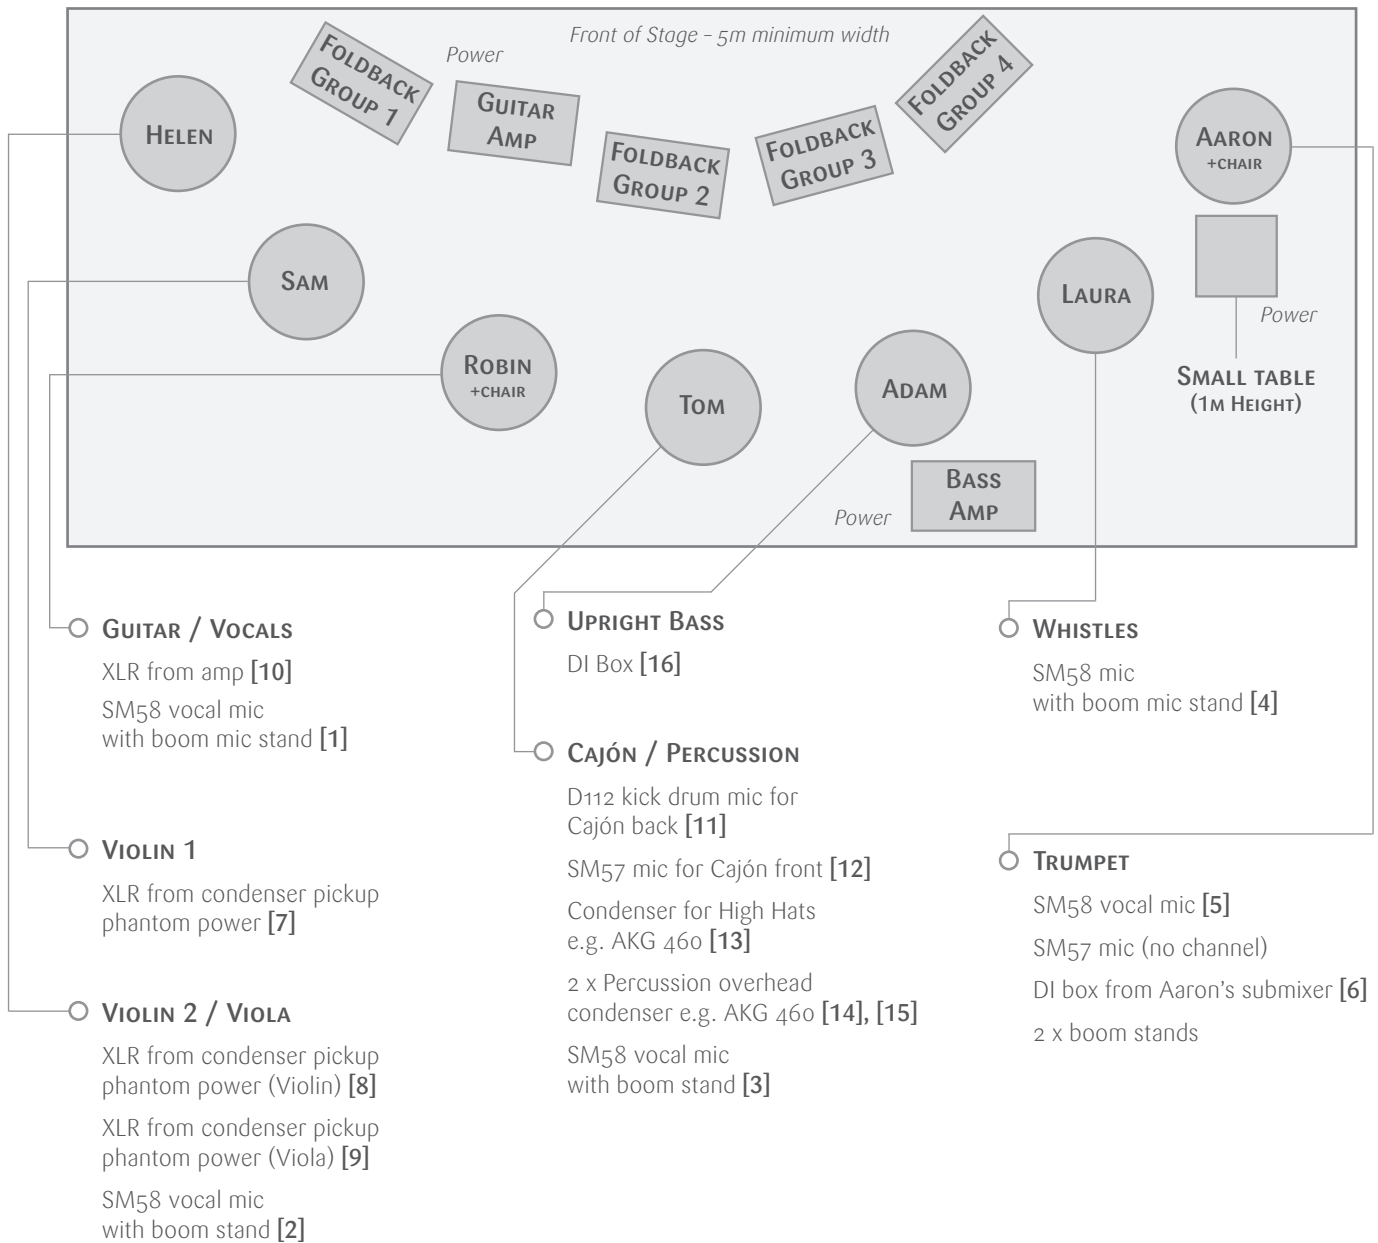 Front of Stage – 5m minimum width
Power
Foldback
Group 1
Guitar
Amp
Foldback
Group 2
Foldback
Group 3
Foldback
Group 4
Helen
Aaron
+chair
Sam
Laura
Power
Robin
+chair
Tom
Adam
Small table
(1m Height)
Bass
Amp
Power
Guitar / Vocals
XLR from amp [10]
SM58 vocal mic
with boom mic stand [1]
Violin 1
XLR from condenser pickup
phantom power [7]
Violin 2 / Viola
XLR from condenser pickup
phantom power (Violin) [8]
XLR from condenser pickup
phantom power (Viola) [9]
SM58 vocal mic
with boom stand [2]
Upright Bass
DI Box [16]
Cajón / Percussion
D112 kick drum mic for
Cajón back [11]
SM57 mic for Cajón front [12]
Condenser for High Hats
e.g. AKG 460 [13]
2 x Percussion overhead
condenser e.g. AKG 460 [14], [15]
SM58 vocal mic
with boom stand [3]
Whistles
SM58 mic
with boom mic stand [4]
Trumpet
SM58 vocal mic [5]
SM57 mic (no channel)
DI box from Aaron's submixer [6]
2 x boom stands